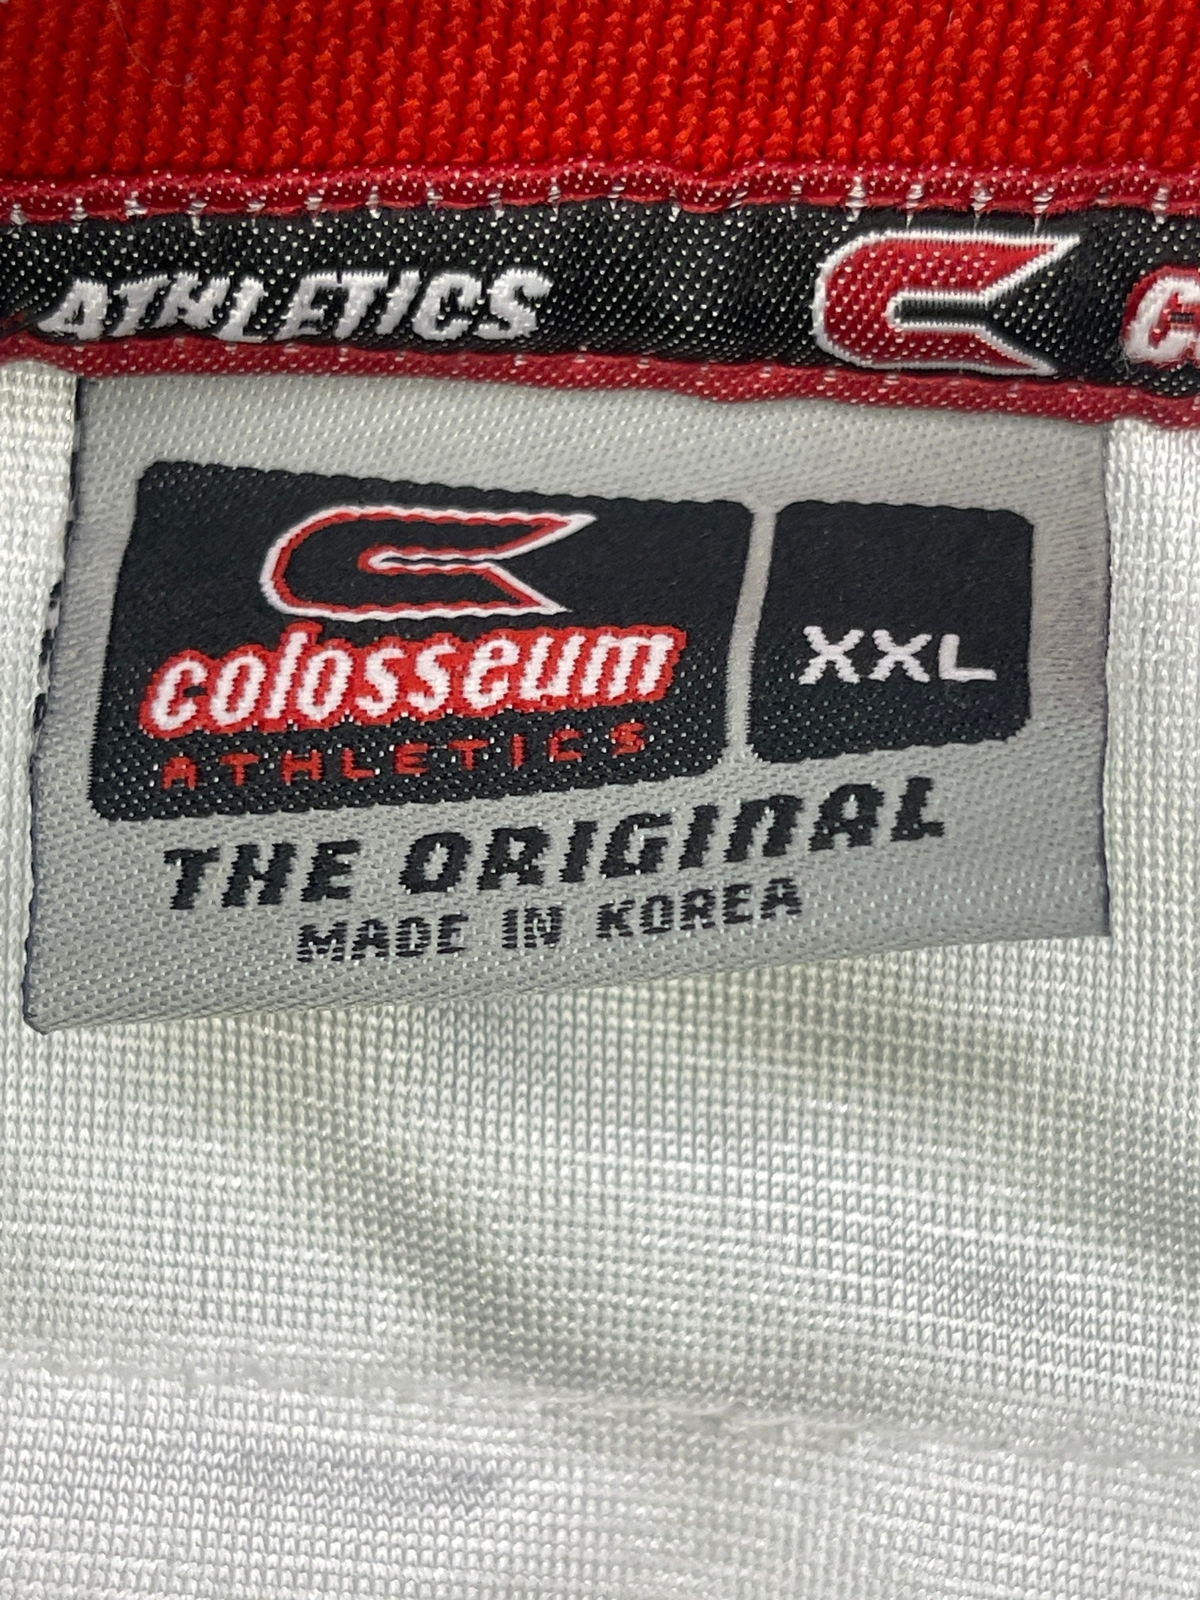 ATHLETICS
colosseum
ATHLETICS
XXL
THE ORIGINAL
MADE IN KOREA